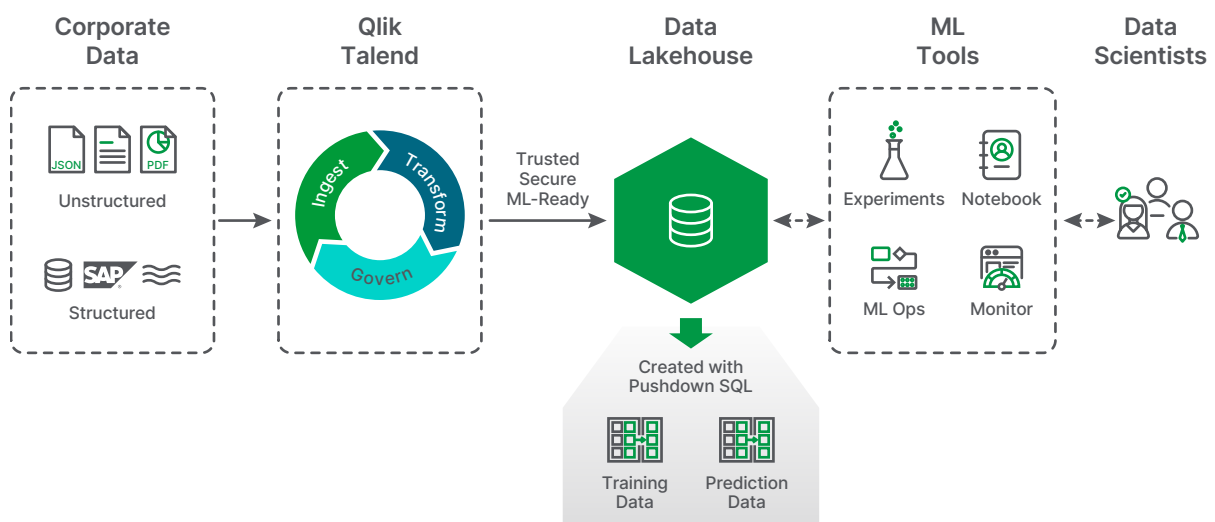 Corporate
Data
Qlik
Talend
Data
Lakehouse
ML
Tools
Data
Scientists
JSON
PDF
Unstructured
SAP®
Structured
Ingest
Transform
Govern
Trusted
Secure
ML-Ready
Experiments
Notebook
ML Ops
Monitor
Created with
Pushdown SQL
Training
Data
Prediction
Data